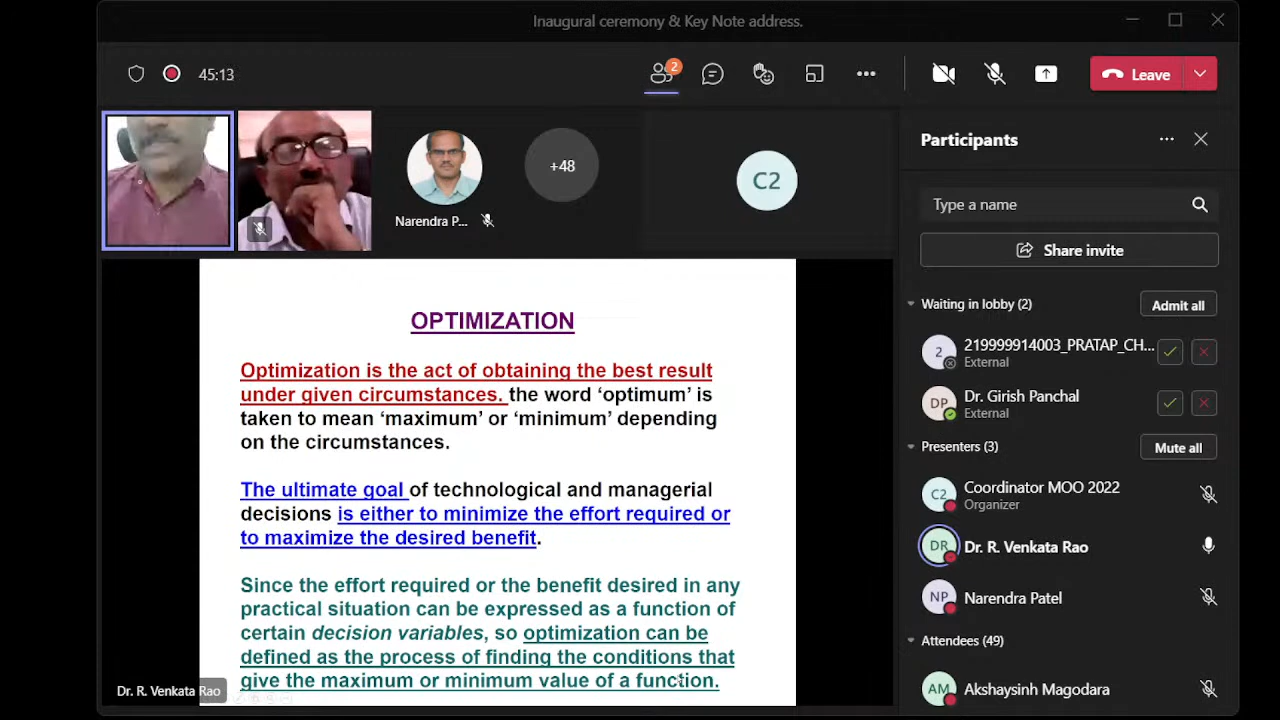 Inaugural ceremony & Key Note address.
45:13
2
Leave
Narendra P...
+48
C2
Dr. R. Venkata Rao
OPTIMIZATION
Optimization is the act of obtaining the best result
under given circumstances. the word ‘optimum’ is
taken to mean ‘maximum’ or ‘minimum’ depending
on the circumstances.
The ultimate goal of technological and managerial
decisions is either to minimize the effort required or
to maximize the desired benefit.
Since the effort required or the benefit desired in any
practical situation can be expressed as a function of
certain decision variables, so optimization can be
defined as the process of finding the conditions that
give the maximum or minimum value of a function.
Participants
Type a name
Share invite
Waiting in lobby (2)
Admit all
2
219999914003_PRATAP_CH...
External
DP
Dr. Girish Panchal
External
Presenters (3)
Mute all
C2
Coordinator MOO 2022
Organizer
DR
Dr. R. Venkata Rao
NP
Narendra Patel
Attendees (49)
AM
Akshaysinh Magodara